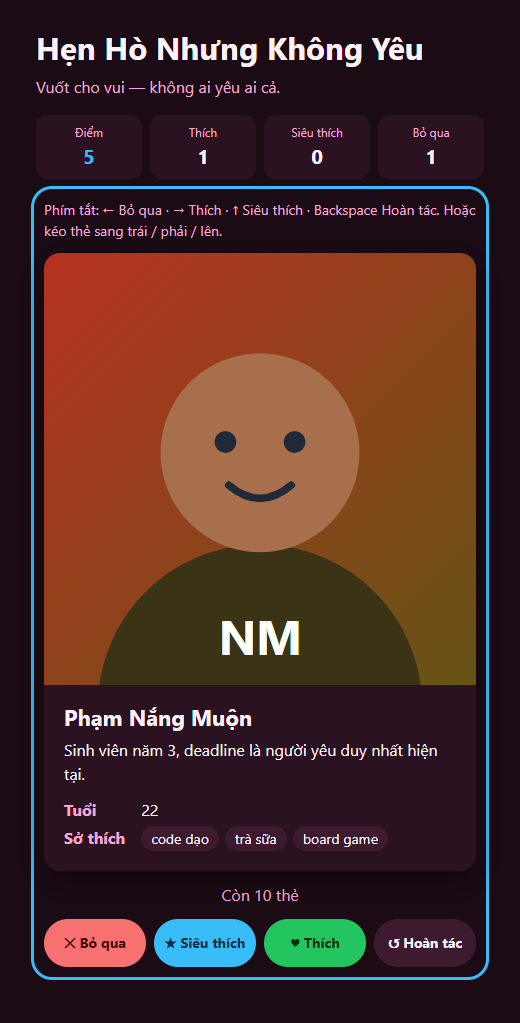 Hẹn Hò Nhưng Không Yêu
Vuốt cho vui — không ai yêu ai cả.
Điểm
5
Thích
1
Siêu thích
0
Bỏ qua
1
Phím tắt: ← Bỏ qua · → Thích · ↑ Siêu thích · Backspace Hoàn tác. Hoặc
kéo thẻ sang trái / phải / lên.
NM
Phạm Nắng Muộn
Sinh viên năm 3, deadline là người yêu duy nhất hiện
tại.
Tuổi 22
Sở thích code dạo trà sữa board game
Còn 10 thẻ
✕ Bỏ qua ★ Siêu thích ♥ Thích ↺ Hoàn tác